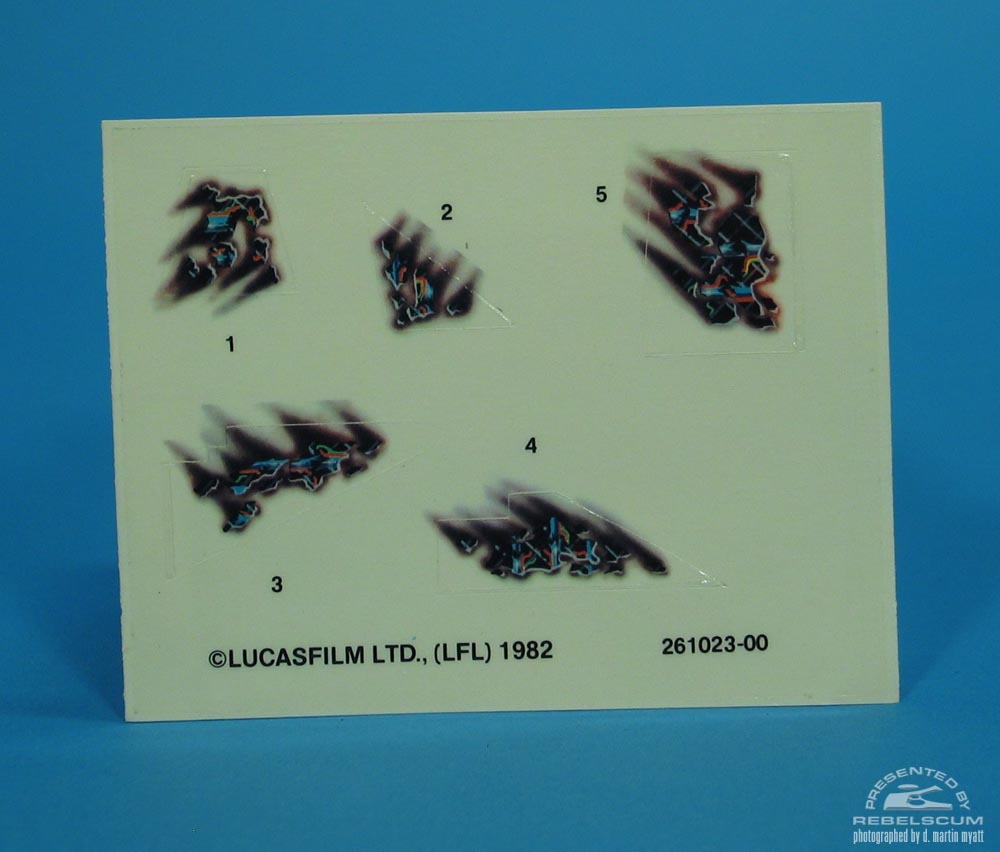 1
2
5
3
4
©LUCASFILM LTD., (LFL) 1982
261023-00
PRESENTED BY
REBELSCUM
photographed by d. martin myatt